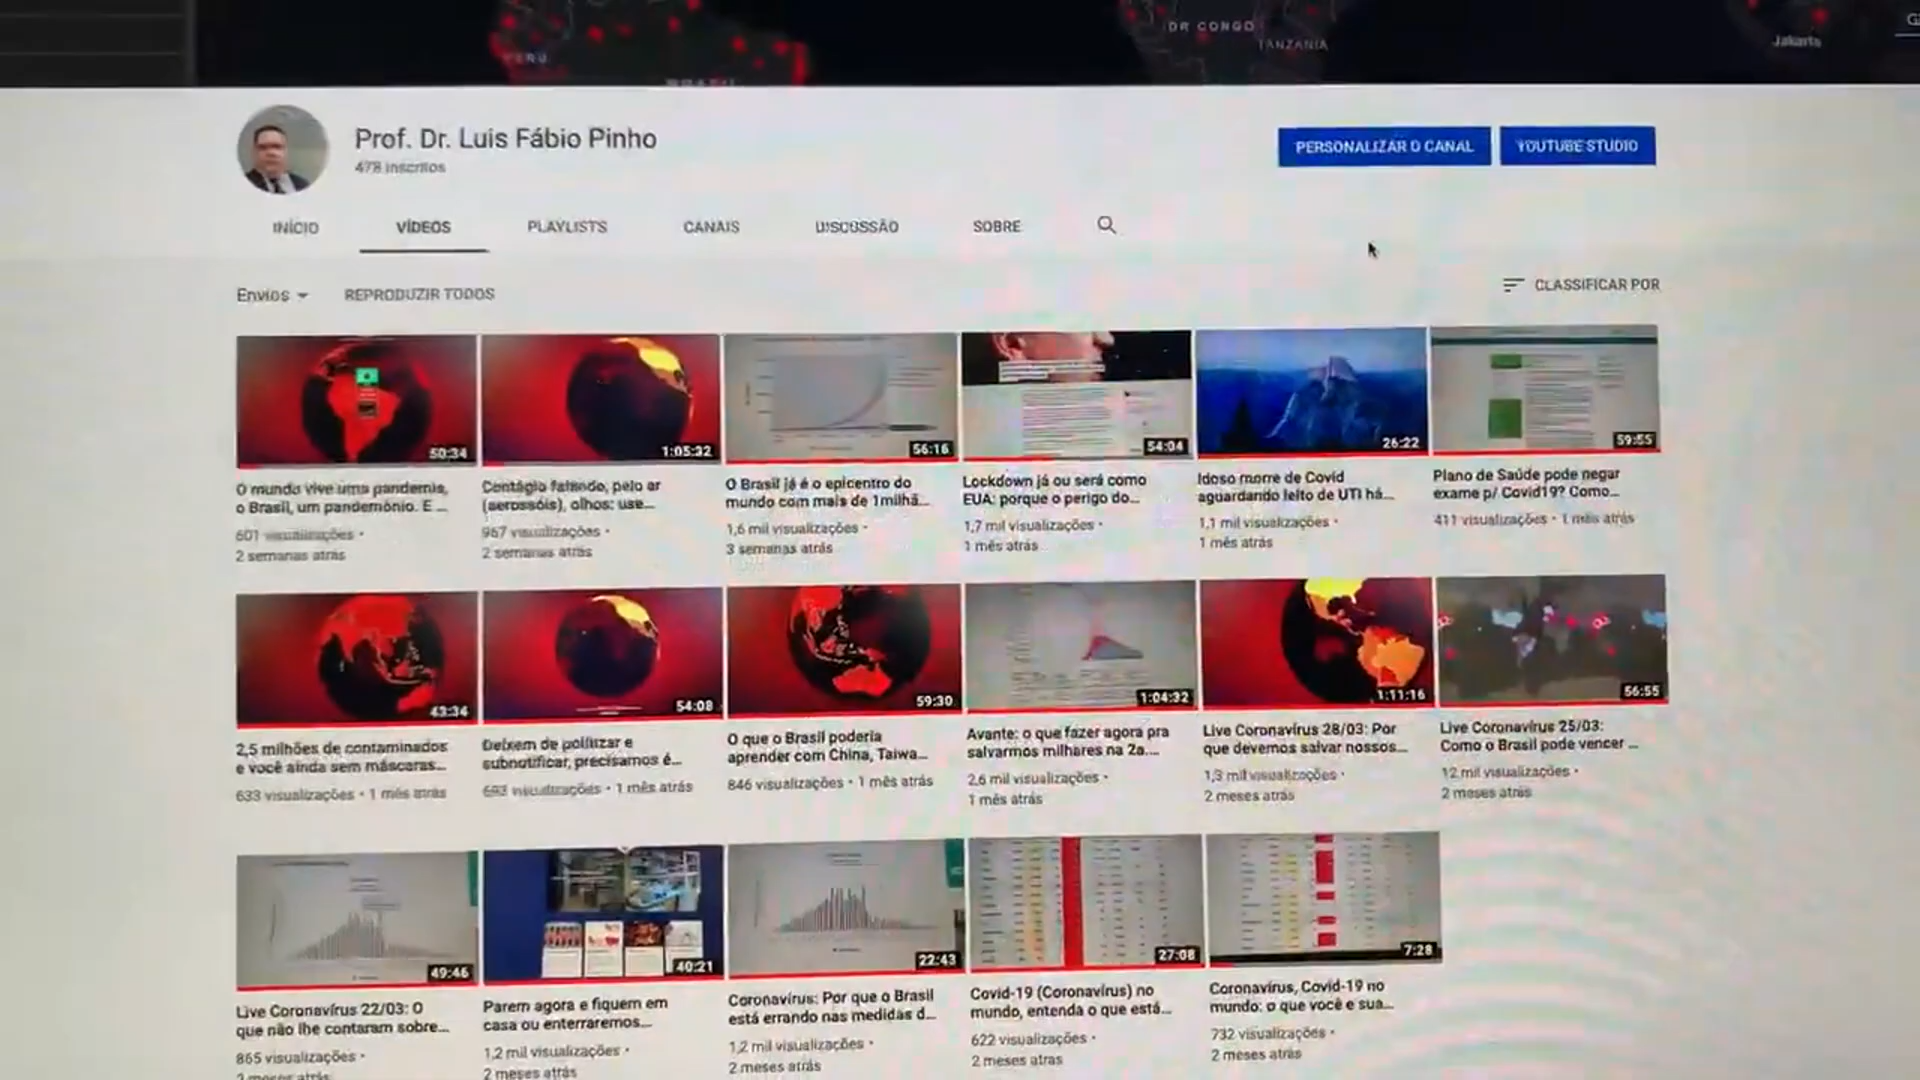 PERU
BRASIL
DR CONGO
TANZANIA
Jakarta
Prof. Dr. Luis Fábio Pinho
478 inscritos
PERSONALIZAR O CANAL
YOUTUBE STUDIO
INÍCIO
VÍDEOS
PLAYLISTS
CANAIS
DISCUSSÃO
SOBRE
Envios
REPRODUZIR TODOS
CLASSIFICAR POR
50:34
1:05:32
56:16
54:04
26:22
59:55
O mundo vive uma pandemia,
o Brasil, um pandemônio. E ...
601 visualizações •
2 semanas atrás
Contágio falando, pelo ar
(aerossóis), olhos: use...
967 visualizações •
2 semanas atrás
O Brasil já é o epicentro do
mundo com mais de 1milhã...
1,6 mil visualizações •
3 semanas atrás
Lockdown já ou será como
EUA: porque o perigo do...
1,7 mil visualizações •
1 mês atrás
Idoso morre de Covid
aguardando leito de UTI há...
1,1 mil visualizações •
1 mês atrás
Plano de Saúde pode negar
exame p/ Covid19? Como...
411 visualizações • 1 mês atrás
43:34
54:08
59:30
1:04:32
1:11:16
56:55
2,5 milhões de contaminados
e você ainda sem máscaras...
633 visualizações • 1 mês atrás
Deixem de politizar e
subnotificar, precisamos é...
693 visualizações • 1 mês atrás
O que o Brasil poderia
aprender com China, Taiwa...
846 visualizações • 1 mês atrás
Avante: o que fazer agora pra
salvarmos milhares na 2a....
2,6 mil visualizações •
1 mês atrás
Live Coronavírus 28/03: Por
que devemos salvar nossos...
1,3 mil visualizações •
2 meses atrás
Live Coronavírus 25/03:
Como o Brasil pode vencer ...
12 mil visualizações •
2 meses atrás
49:46
40:21
22:43
27:08
7:28
Live Coronavírus 22/03: O
que não lhe contaram sobre...
865 visualizações •
2 meses atrás
Parem agora e fiquem em
casa ou enterraremos...
1,2 mil visualizações •
2 meses atrás
Coronavírus: Por que o Brasil
está errando nas medidas d...
1,2 mil visualizações •
2 meses atrás
Covid-19 (Coronavírus) no
mundo, entenda o que está...
622 visualizações •
2 meses atrás
Coronavírus, Covid-19 no
mundo: o que você e sua...
732 visualizações •
2 meses atrás